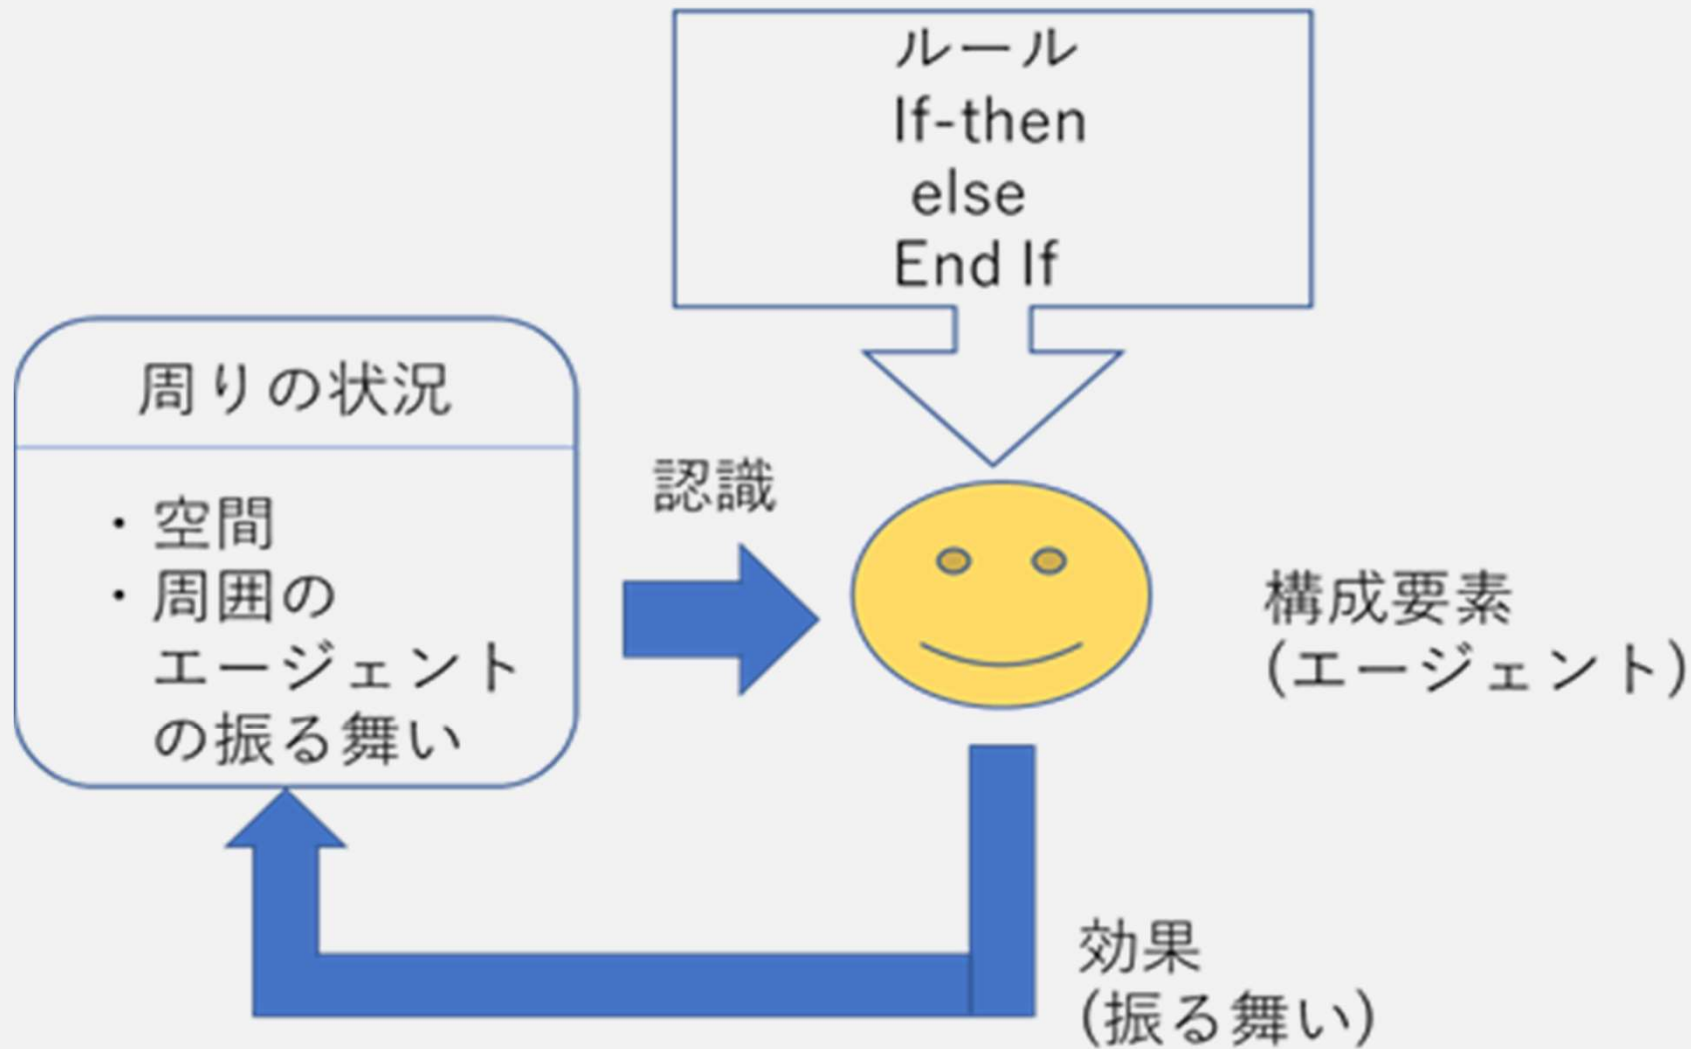 ルール
If-then
else
End If
周りの状況
・空間
・周囲の
エージェント
の振る舞い
認識
構成要素
(エージェント)
効果
(振る舞い)